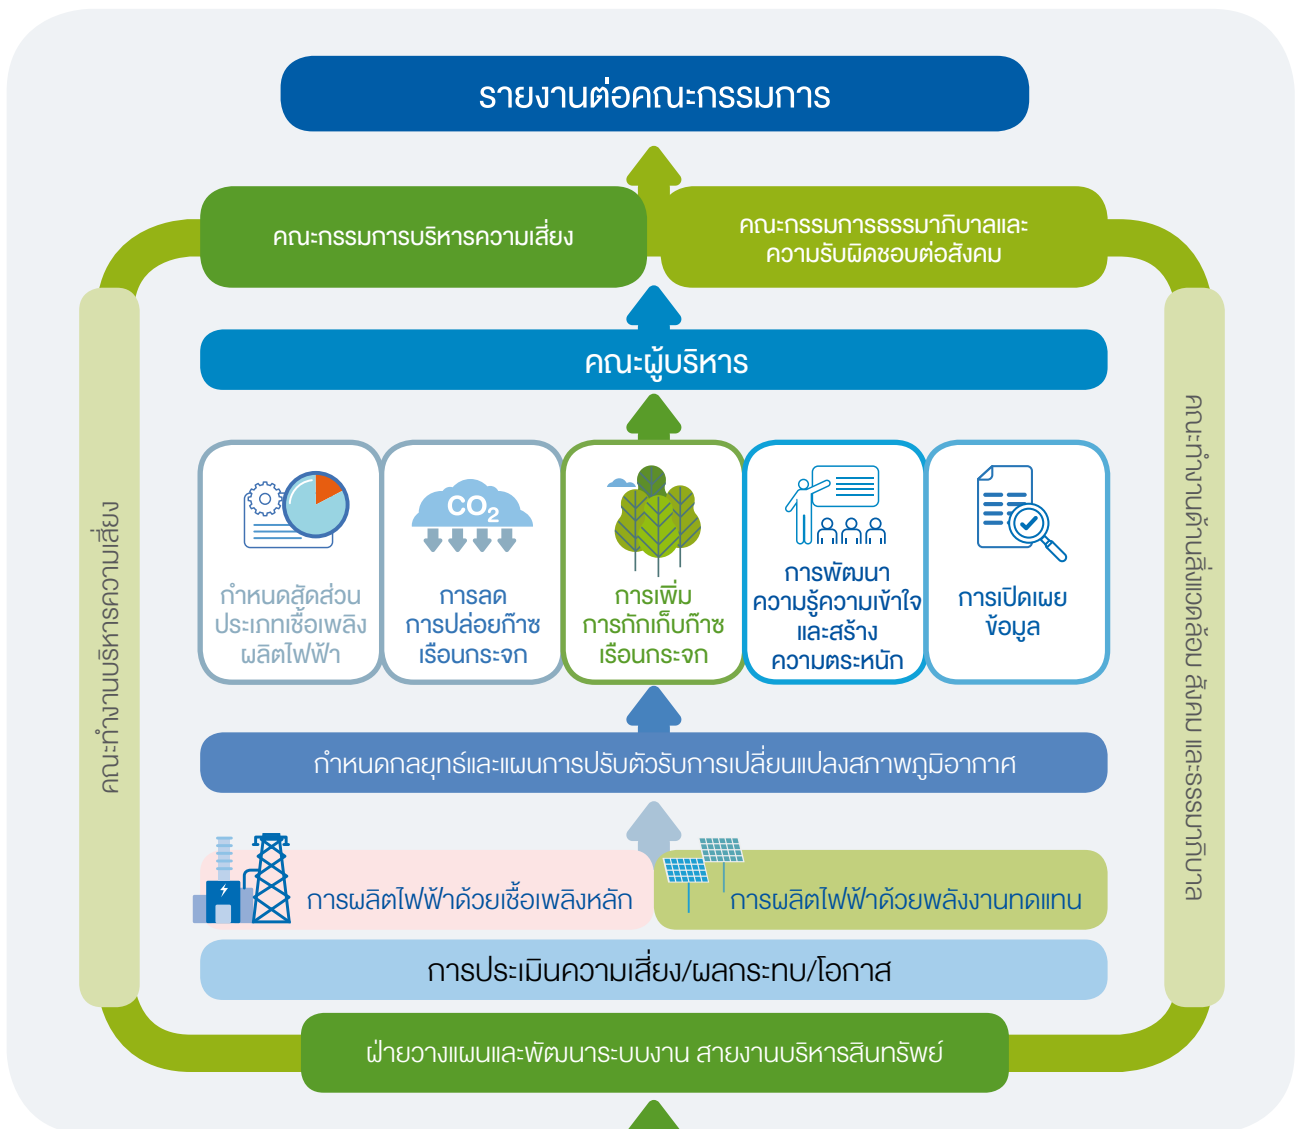 รายงานต่อคณะกรรมการ
คณะกรรมการบริหารความเสี่ยง
คณะกรรมการธรรมาภิบาลและ
ความรับผิดชอบต่อสังคม
คณะผู้บริหาร
คณะทำงานบริหารความเสี่ยง
CO2
กำหนดสัดส่วน
ประเภทเชื้อเพลิง
ผลิตไฟฟ้า
การลด
การปล่อยก๊าซ
เรือนกระจก
การเพิ่ม
การกักเก็บก๊าซ
เรือนกระจก
การพัฒนา
ความรู้ความเข้าใจ
และสร้าง
ความตระหนัก
การเปิดเผย
ข้อมูล
คณะทำงานด้านสิ่งแวดล้อม สังคม และธรรมาภิบาล
กำหนดกลยุทธ์และแผนการปรับตัวรับการเปลี่ยนแปลงสภาพภูมิอากาศ
การผลิตไฟฟ้าด้วยเชื้อเพลิงหลัก
การผลิตไฟฟ้าด้วยพลังงานทดแทน
การประเมินความเสี่ยง/ผลกระทบ/โอกาส
ฝ่ายวางแผนและพัฒนาระบบงาน สายงานบริหารสินทรัพย์